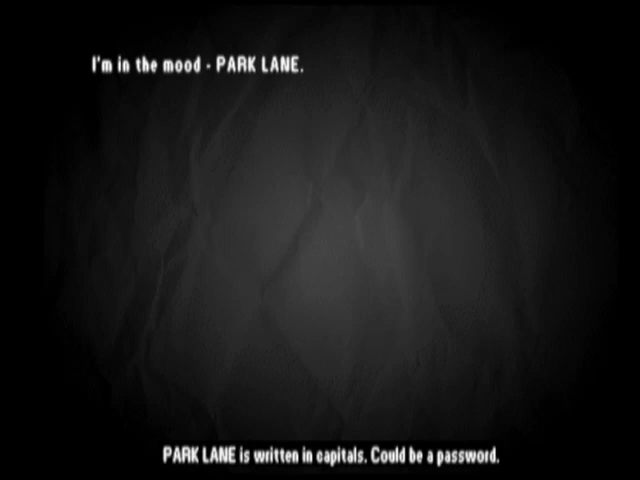 I'm in the mood - PARK LANE.
PARK LANE is written in capitals. Could be a password.